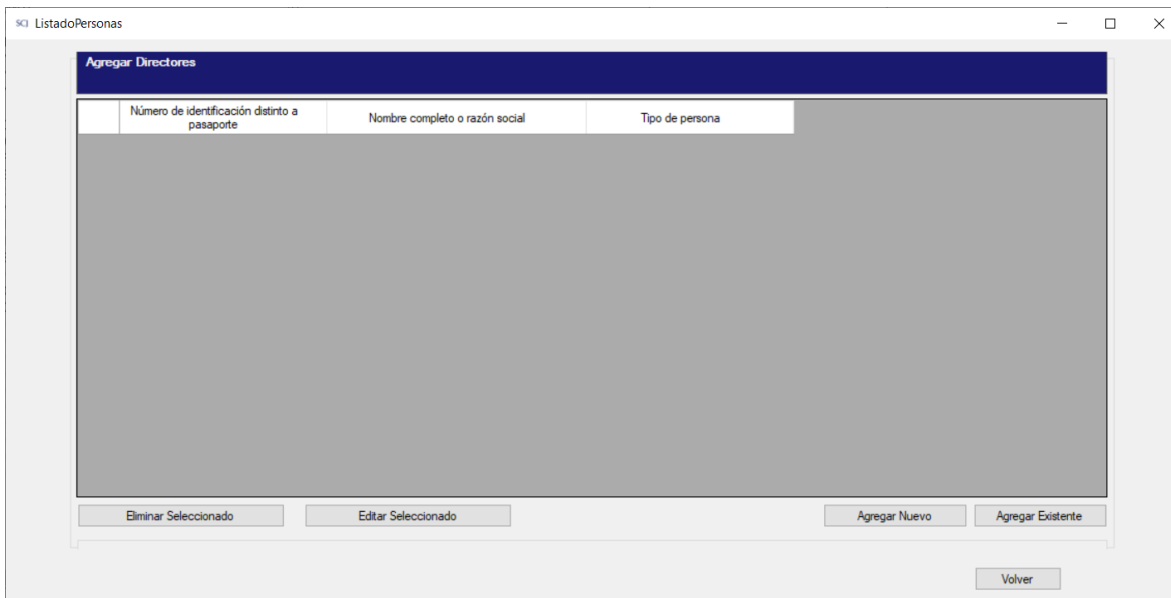 SCJ ListadoPersonas
Agregar Directores
Número de identificación distinto a
pasaporte
Nombre completo o razón social
Tipo de persona
Eliminar Seleccionado
Editar Seleccionado
Agregar Nuevo
Agregar Existente
Volver